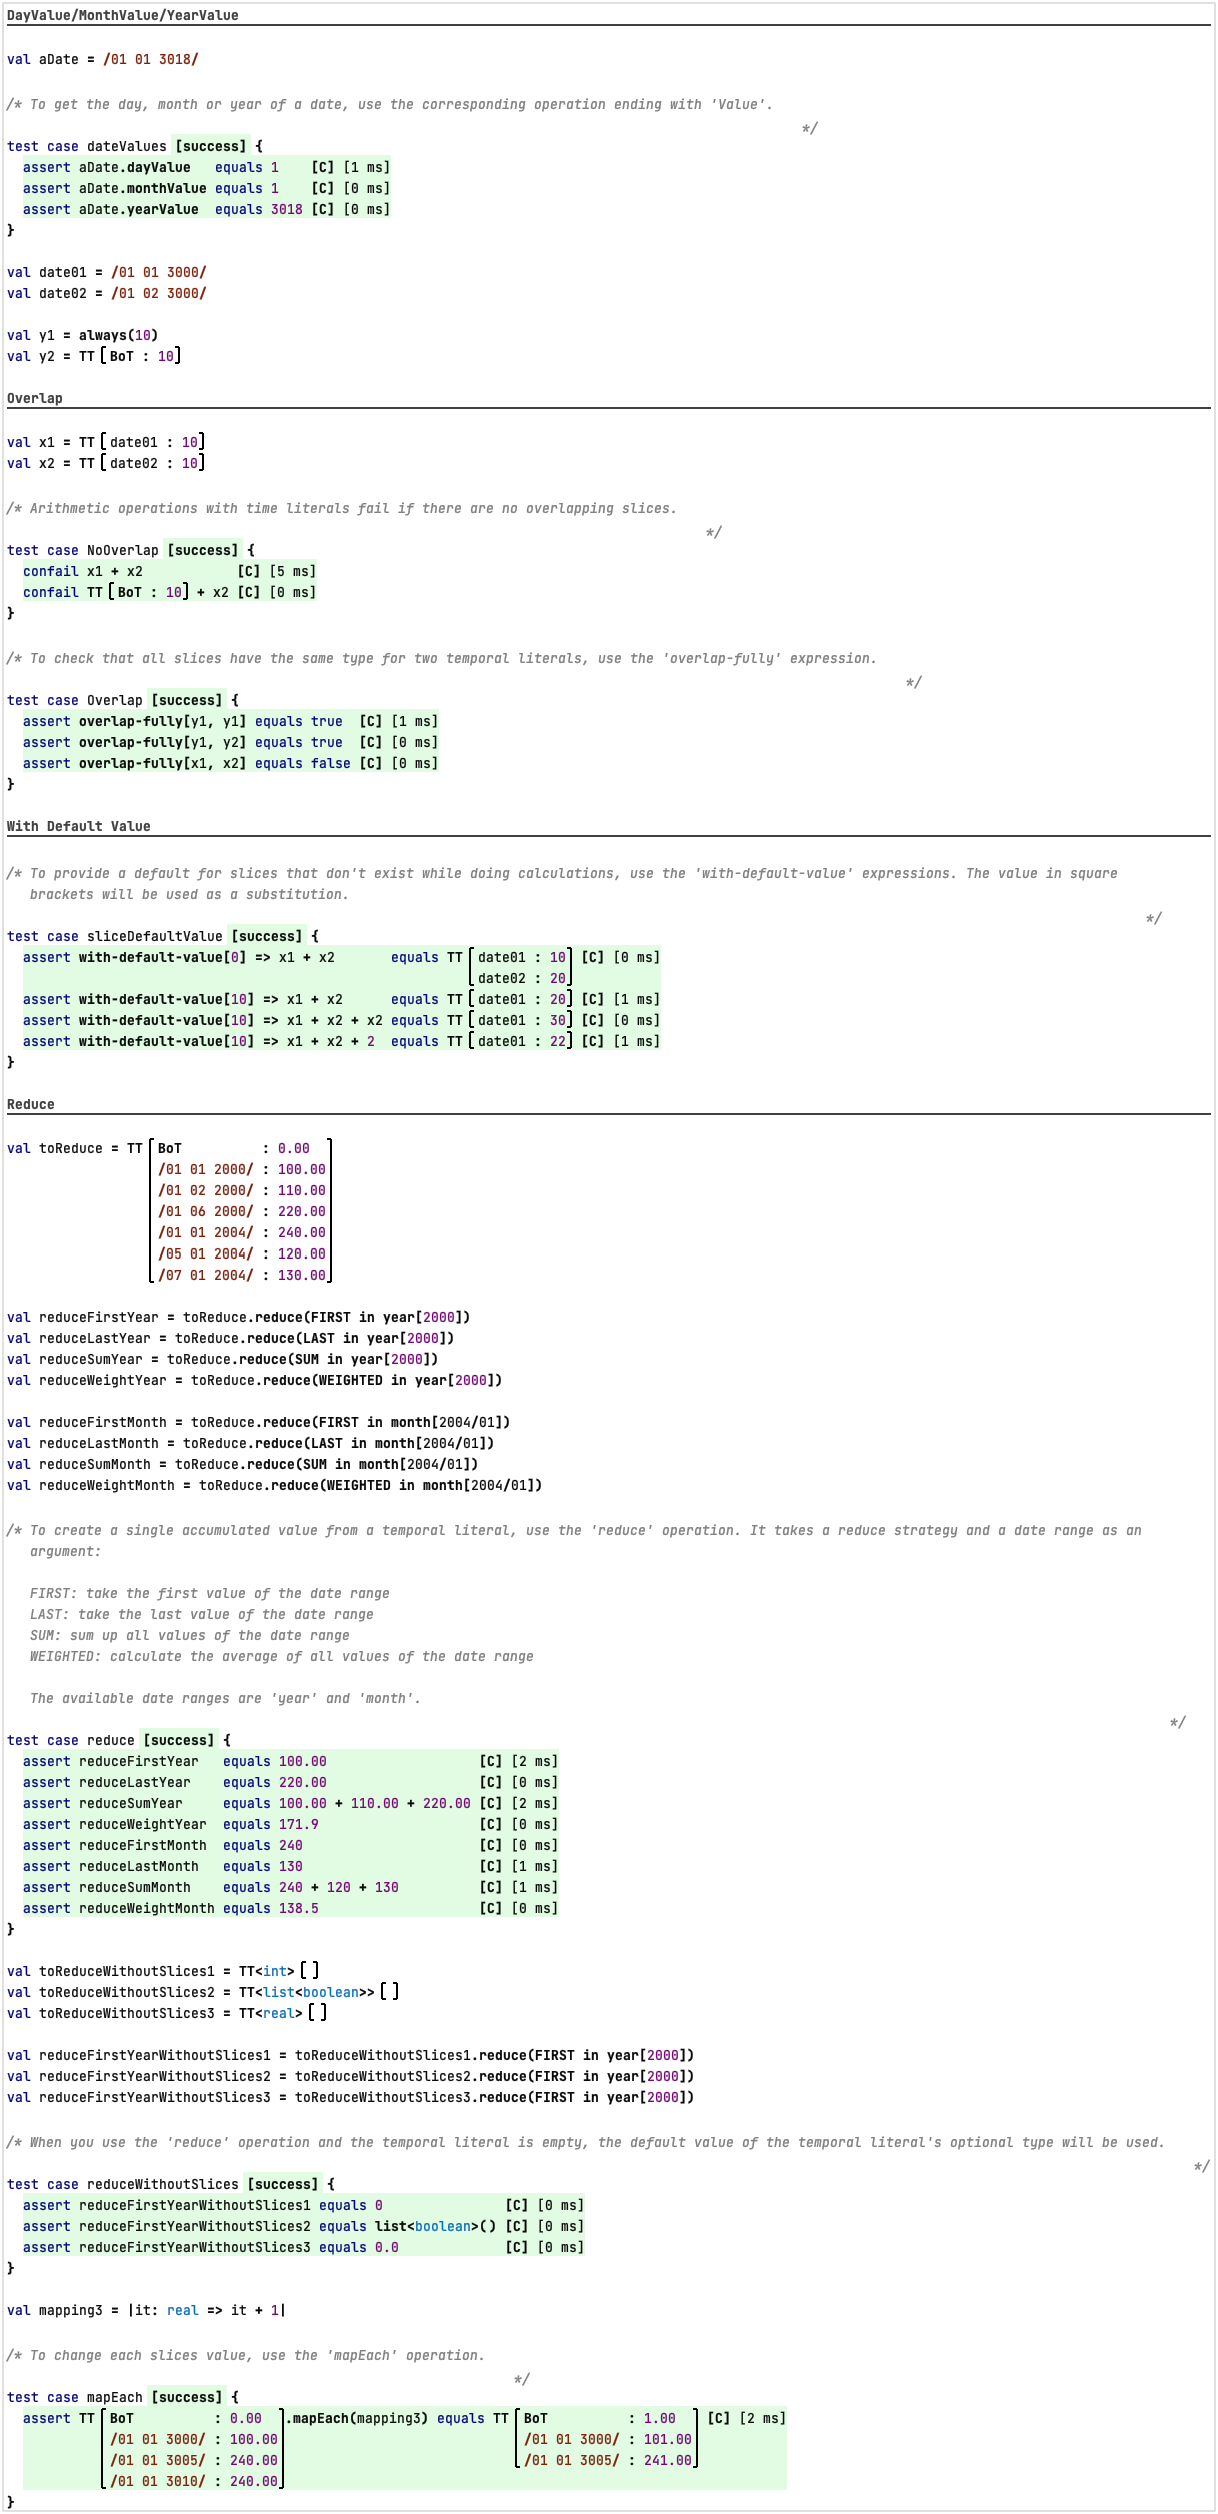 DayValue/MonthValue/YearValue
val aDate = /01 01 3018/
/* To get the day, month or year of a date, use the corresponding operation ending with 'Value'.
*/
test case dateValues [success] {
assert aDate.dayValue equals 1 [C] [1 ms]
assert aDate.monthValue equals 1 [C] [0 ms]
assert aDate.yearValue equals 3018 [C] [0 ms]
}
val date01 = /01 01 3000/
val date02 = /01 02 3000/
val y1 = always(10)
val y2 = TT [ BoT : 10]
Overlap
val x1 = TT [ date01 : 10]
val x2 = TT [ date02 : 10]
/* Arithmetic operations with time literals fail if there are no overlapping slices.
*/
test case NoOverlap [success] {
confail x1 + x2 [C] [5 ms]
confail TT [ BoT : 10] + x2 [C] [0 ms]
}
/* To check that all slices have the same type for two temporal literals, use the 'overlap-fully' expression.
*/
test case Overlap [success] {
assert overlap-fully[y1, y1] equals true [C] [1 ms]
assert overlap-fully[y1, y2] equals true [C] [0 ms]
assert overlap-fully[x1, x2] equals false [C] [0 ms]
}
With Default Value
/* To provide a default for slices that don't exist while doing calculations, use the 'with-default-value' expressions. The value in square
brackets will be used as a substitution.
*/
test case sliceDefaultValue [success] {
assert with-default-value[0] => x1 + x2 equals TT [ date01 : 10 ] [C] [0 ms]
date02 : 20
assert with-default-value[10] => x1 + x2 equals TT [ date01 : 20] [C] [1 ms]
assert with-default-value[10] => x1 + x2 + x2 equals TT [ date01 : 30] [C] [0 ms]
assert with-default-value[10] => x1 + x2 + 2 equals TT [ date01 : 22] [C] [1 ms]
}
Reduce
val toReduce = TT [ BoT : 0.00 ]
/01 01 2000/ : 100.00
/01 02 2000/ : 110.00
/01 06 2000/ : 220.00
/01 01 2004/ : 240.00
/05 01 2004/ : 120.00
/07 01 2004/ : 130.00
val reduceFirstYear = toReduce.reduce(FIRST in year[2000])
val reduceLastYear = toReduce.reduce(LAST in year[2000])
val reduceSumYear = toReduce.reduce(SUM in year[2000])
val reduceWeightYear = toReduce.reduce(WEIGHTED in year[2000])
val reduceFirstMonth = toReduce.reduce(FIRST in month[2004/01])
val reduceLastMonth = toReduce.reduce(LAST in month[2004/01])
val reduceSumMonth = toReduce.reduce(SUM in month[2004/01])
val reduceWeightMonth = toReduce.reduce(WEIGHTED in month[2004/01])
/* To create a single accumulated value from a temporal literal, use the 'reduce' operation. It takes a reduce strategy and a date range as an
argument:
FIRST: take the first value of the date range
LAST: take the last value of the date range
SUM: sum up all values of the date range
WEIGHTED: calculate the average of all values of the date range
The available date ranges are 'year' and 'month'.
*/
test case reduce [success] {
assert reduceFirstYear equals 100.00 [C] [2 ms]
assert reduceLastYear equals 220.00 [C] [0 ms]
assert reduceSumYear equals 100.00 + 110.00 + 220.00 [C] [2 ms]
assert reduceWeightYear equals 171.9 [C] [0 ms]
assert reduceFirstMonth equals 240 [C] [0 ms]
assert reduceLastMonth equals 130 [C] [1 ms]
assert reduceSumMonth equals 240 + 120 + 130 [C] [1 ms]
assert reduceWeightMonth equals 138.5 [C] [0 ms]
}
val toReduceWithoutSlices1 = TT<int> [ ]
val toReduceWithoutSlices2 = TT<list<boolean>> [ ]
val toReduceWithoutSlices3 = TT<real> [ ]
val reduceFirstYearWithoutSlices1 = toReduceWithoutSlices1.reduce(FIRST in year[2000])
val reduceFirstYearWithoutSlices2 = toReduceWithoutSlices2.reduce(FIRST in year[2000])
val reduceFirstYearWithoutSlices3 = toReduceWithoutSlices3.reduce(FIRST in year[2000])
/* When you use the 'reduce' operation and the temporal literal is empty, the default value of the temporal literal's optional type will be used.
*/
test case reduceWithoutSlices [success] {
assert reduceFirstYearWithoutSlices1 equals 0 [C] [0 ms]
assert reduceFirstYearWithoutSlices2 equals list<boolean>() [C] [0 ms]
assert reduceFirstYearWithoutSlices3 equals 0.0 [C] [0 ms]
}
val mapping3 = |it: real => it + 1|
/* To change each slices value, use the 'mapEach' operation.
*/
test case mapEach [success] {
assert TT [ BoT : 0.00 ].mapEach(mapping3) equals TT [ BoT : 1.00 ] [C] [2 ms]
/01 01 3000/ : 100.00 /01 01 3000/ : 101.00
/01 01 3005/ : 240.00 /01 01 3005/ : 241.00
/01 01 3010/ : 240.00
}